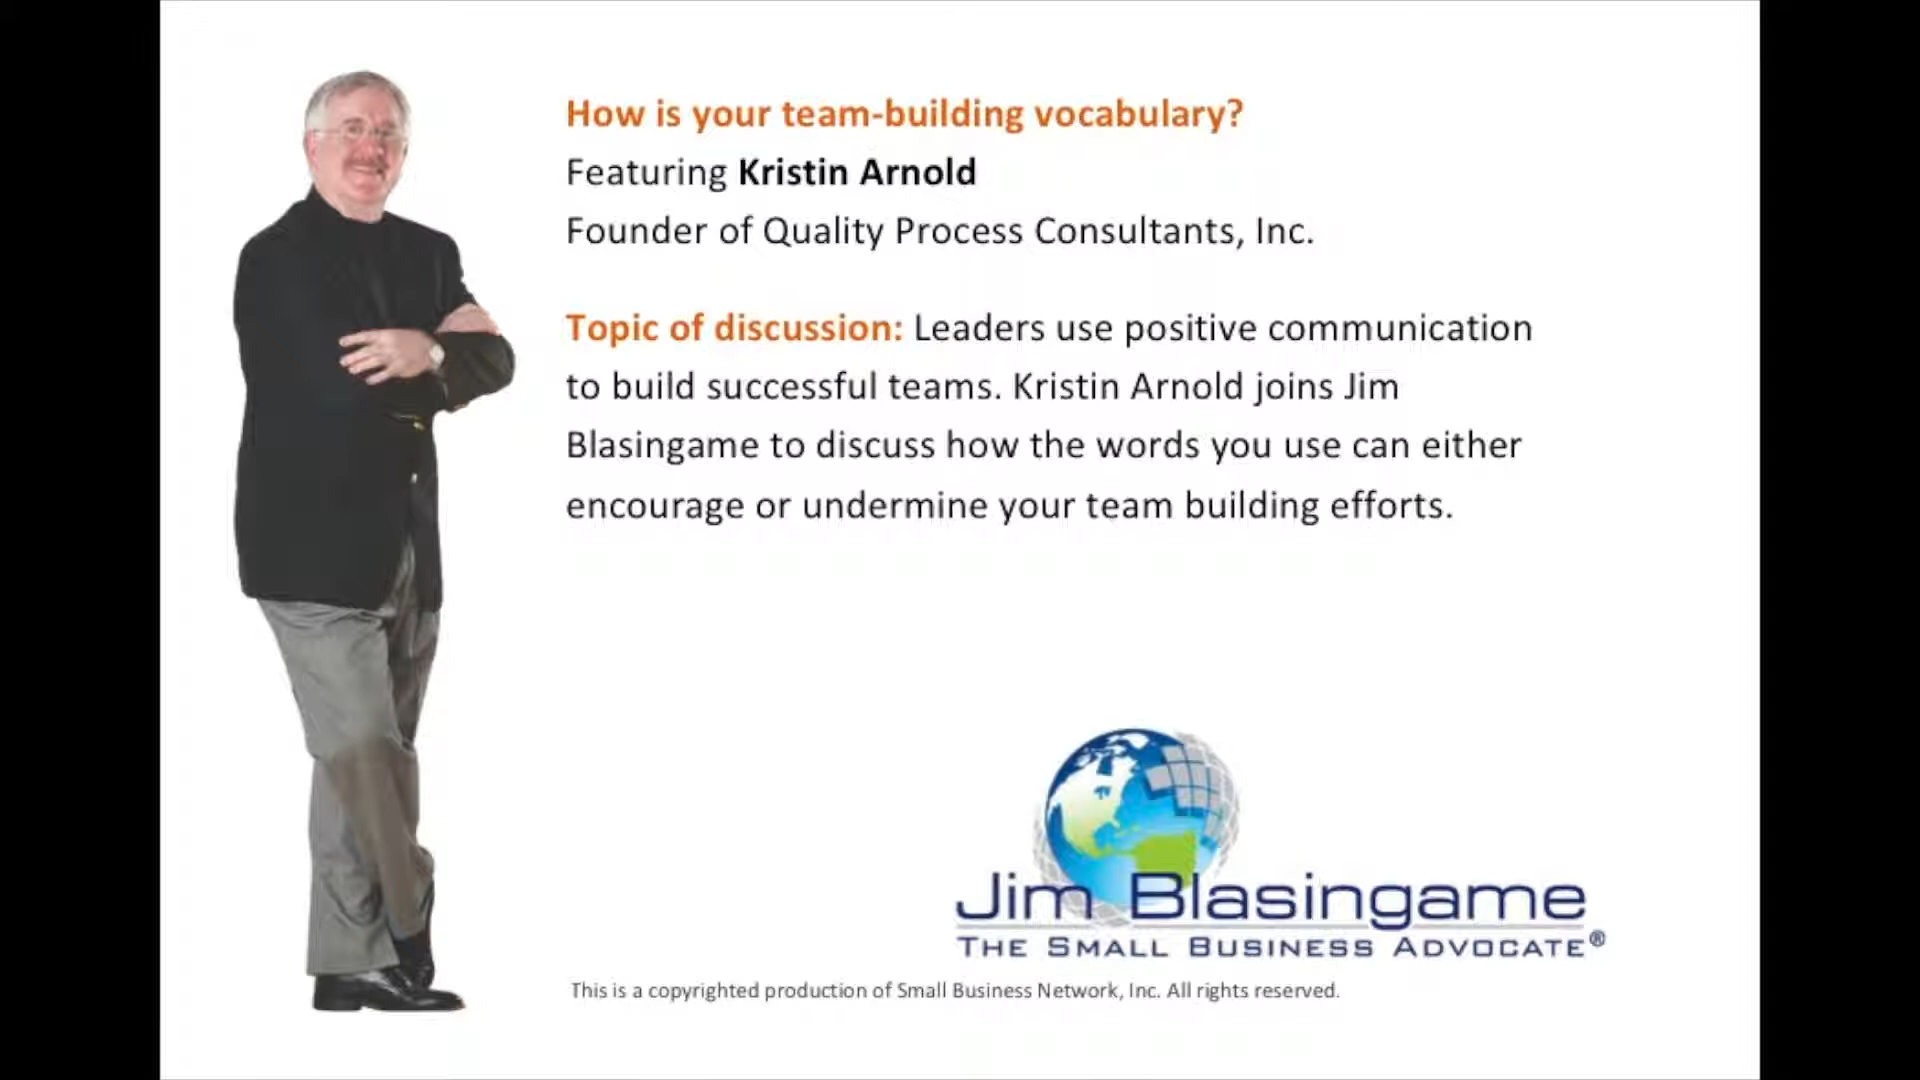 How is your team-building vocabulary?
Featuring Kristin Arnold
Founder of Quality Process Consultants, Inc.
Topic of discussion: Leaders use positive communication
to build successful teams. Kristin Arnold joins Jim
Blasingame to discuss how the words you use can either
encourage or undermine your team building efforts.
Jim Blasingame
THE SMALL BUSINESS ADVOCATE®
This is a copyrighted production of Small Business Network, Inc. All rights reserved.